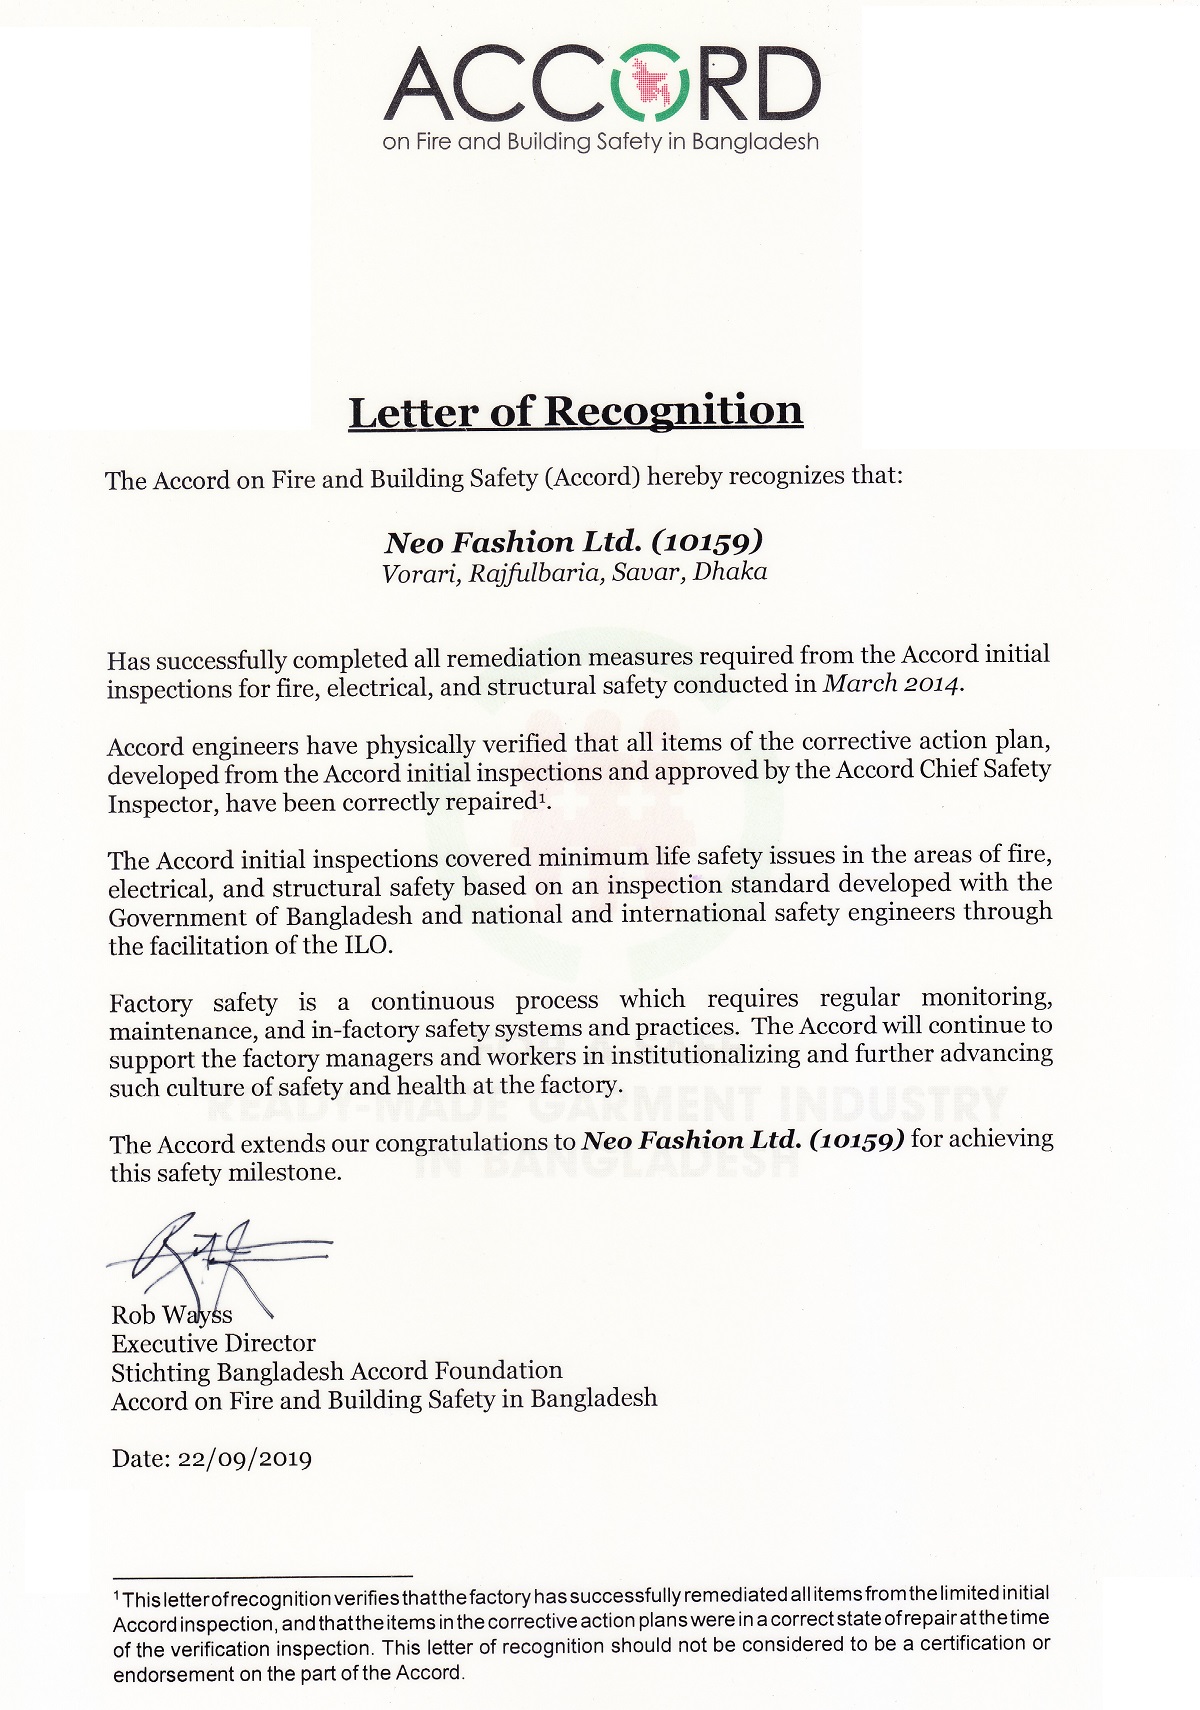 ACCORD
on Fire and Building Safety in Bangladesh
Letter of Recognition
The Accord on Fire and Building Safety (Accord) hereby recognizes that:
Neo Fashion Ltd. (10159)
Vorari, Rajfulbaria, Savar, Dhaka
Has successfully completed all remediation measures required from the Accord initial
inspections for fire, electrical, and structural safety conducted in March 2014.
Accord engineers have physically verified that all items of the corrective action plan,
developed from the Accord initial inspections and approved by the Accord Chief Safety
Inspector, have been correctly repaired¹.
The Accord initial inspections covered minimum life safety issues in the areas of fire,
electrical, and structural safety based on an inspection standard developed with the
Government of Bangladesh and national and international safety engineers through
the facilitation of the ILO.
Factory safety is a continuous process which requires regular monitoring,
maintenance, and in-factory safety systems and practices. The Accord will continue to
support the factory managers and workers in institutionalizing and further advancing
such culture of safety and health at the factory.
READY-MADE GARMENT INDUSTRY
The Accord extends our congratulations to Neo Fashion Ltd. (10159) for achieving
IN BANGLADESH
this safety milestone.
Rob Wayss
Executive Director
Stichting Bangladesh Accord Foundation
Accord on Fire and Building Safety in Bangladesh
Date: 22/09/2019
¹ This letter of recognition verifies that the factory has successfully remediated all items from the limited initial
Accord inspection, and that the items in the corrective action plans were in a correct state of repair at the time
of the verification inspection. This letter of recognition should not be considered to be a certification or
endorsement on the part of the Accord.